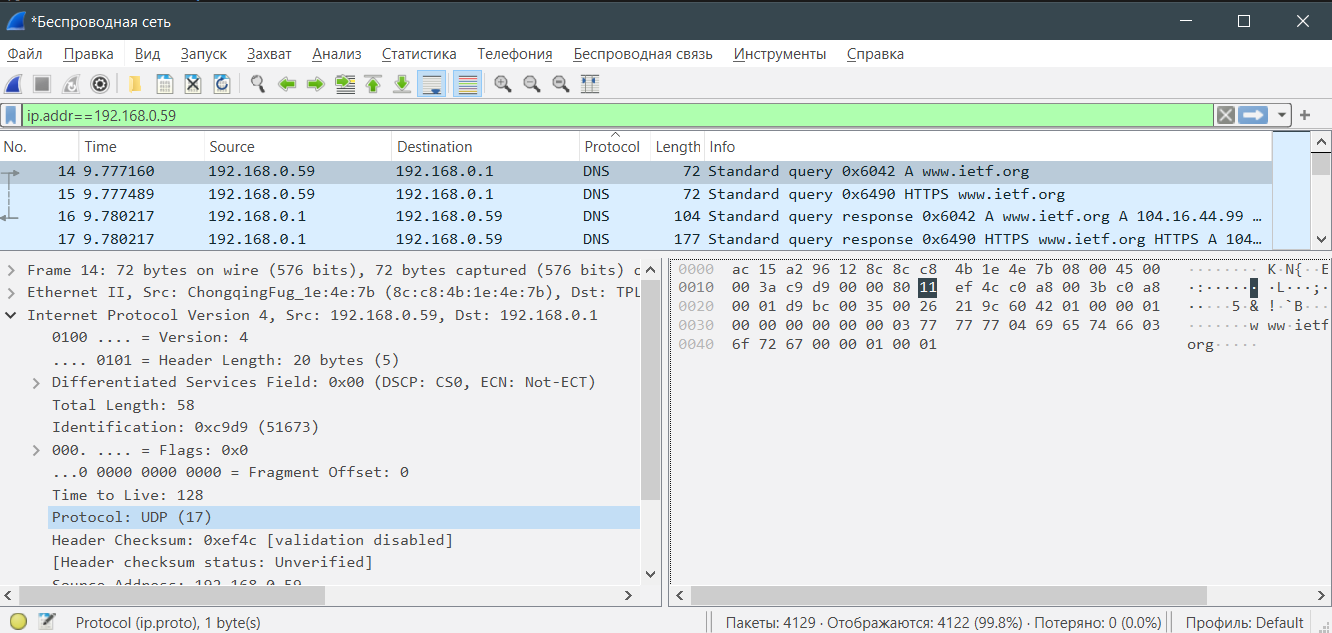 *Беспроводная сеть
Файл Правка Вид Запуск Захват Анализ Статистика Телефония Беспроводная связь Инструменты Справка
ip.addr==192.168.0.59
No. Time Source Destination Protocol Length Info
14 9.777160 192.168.0.59 192.168.0.1 DNS 72 Standard query 0x6042 A www.ietf.org
15 9.777489 192.168.0.59 192.168.0.1 DNS 72 Standard query 0x6490 HTTPS www.ietf.org
16 9.780217 192.168.0.1 192.168.0.59 DNS 104 Standard query response 0x6042 A www.ietf.org A 104.16.44.99 …
17 9.780217 192.168.0.1 192.168.0.59 DNS 177 Standard query response 0x6490 HTTPS www.ietf.org HTTPS A 104…
Frame 14: 72 bytes on wire (576 bits), 72 bytes captured (576 bits) c
Ethernet II, Src: ChongqingFug_1e:4e:7b (8c:c8:4b:1e:4e:7b), Dst: TPL
Internet Protocol Version 4, Src: 192.168.0.59, Dst: 192.168.0.1
0100 .... = Version: 4
.... 0101 = Header Length: 20 bytes (5)
Differentiated Services Field: 0x00 (DSCP: CS0, ECN: Not-ECT)
Total Length: 58
Identification: 0xc9d9 (51673)
000. .... = Flags: 0x0
...0 0000 0000 0000 = Fragment Offset: 0
Time to Live: 128
Protocol: UDP (17)
Header Checksum: 0xef4c [validation disabled]
[Header checksum status: Unverified]
Source Address: 192.168.0.59
0000 ac 15 a2 96 12 8c 8c c8 4b 1e 4e 7b 08 00 45 00 ········ K·N{··E·
0010 00 3a c9 d9 00 00 80 11 ef 4c c0 a8 00 3b c0 a8 ·:······ ·L···;··
0020 00 01 d9 bc 00 35 00 26 21 9c 60 42 01 00 00 01 ·····5·& !·`B····
0030 00 00 00 00 00 00 03 77 77 77 04 69 65 74 66 03 ·······w ww·ietf·
0040 6f 72 67 00 00 01 00 01 org·····
Protocol (ip.proto), 1 byte(s)
Пакеты: 4129 · Отображаются: 4122 (99.8%) · Потеряно: 0 (0.0%)
Профиль: Default